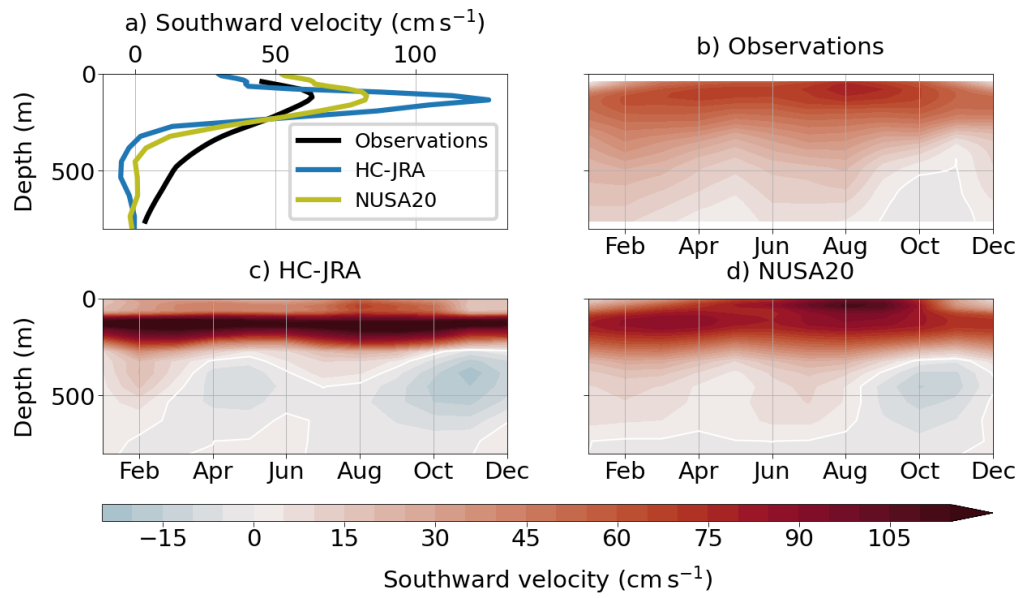 a) Southward velocity (cm s⁻¹)
0 50 100
b) Observations
0
500
Depth (m)
Observations
HC-JRA
NUSA20
Feb Apr Jun Aug Oct Dec
c) HC-JRA
d) NUSA20
0
500
Depth (m)
Feb Apr Jun Aug Oct Dec
Feb Apr Jun Aug Oct Dec
−15 0 15 30 45 60 75 90 105
Southward velocity (cm s⁻¹)